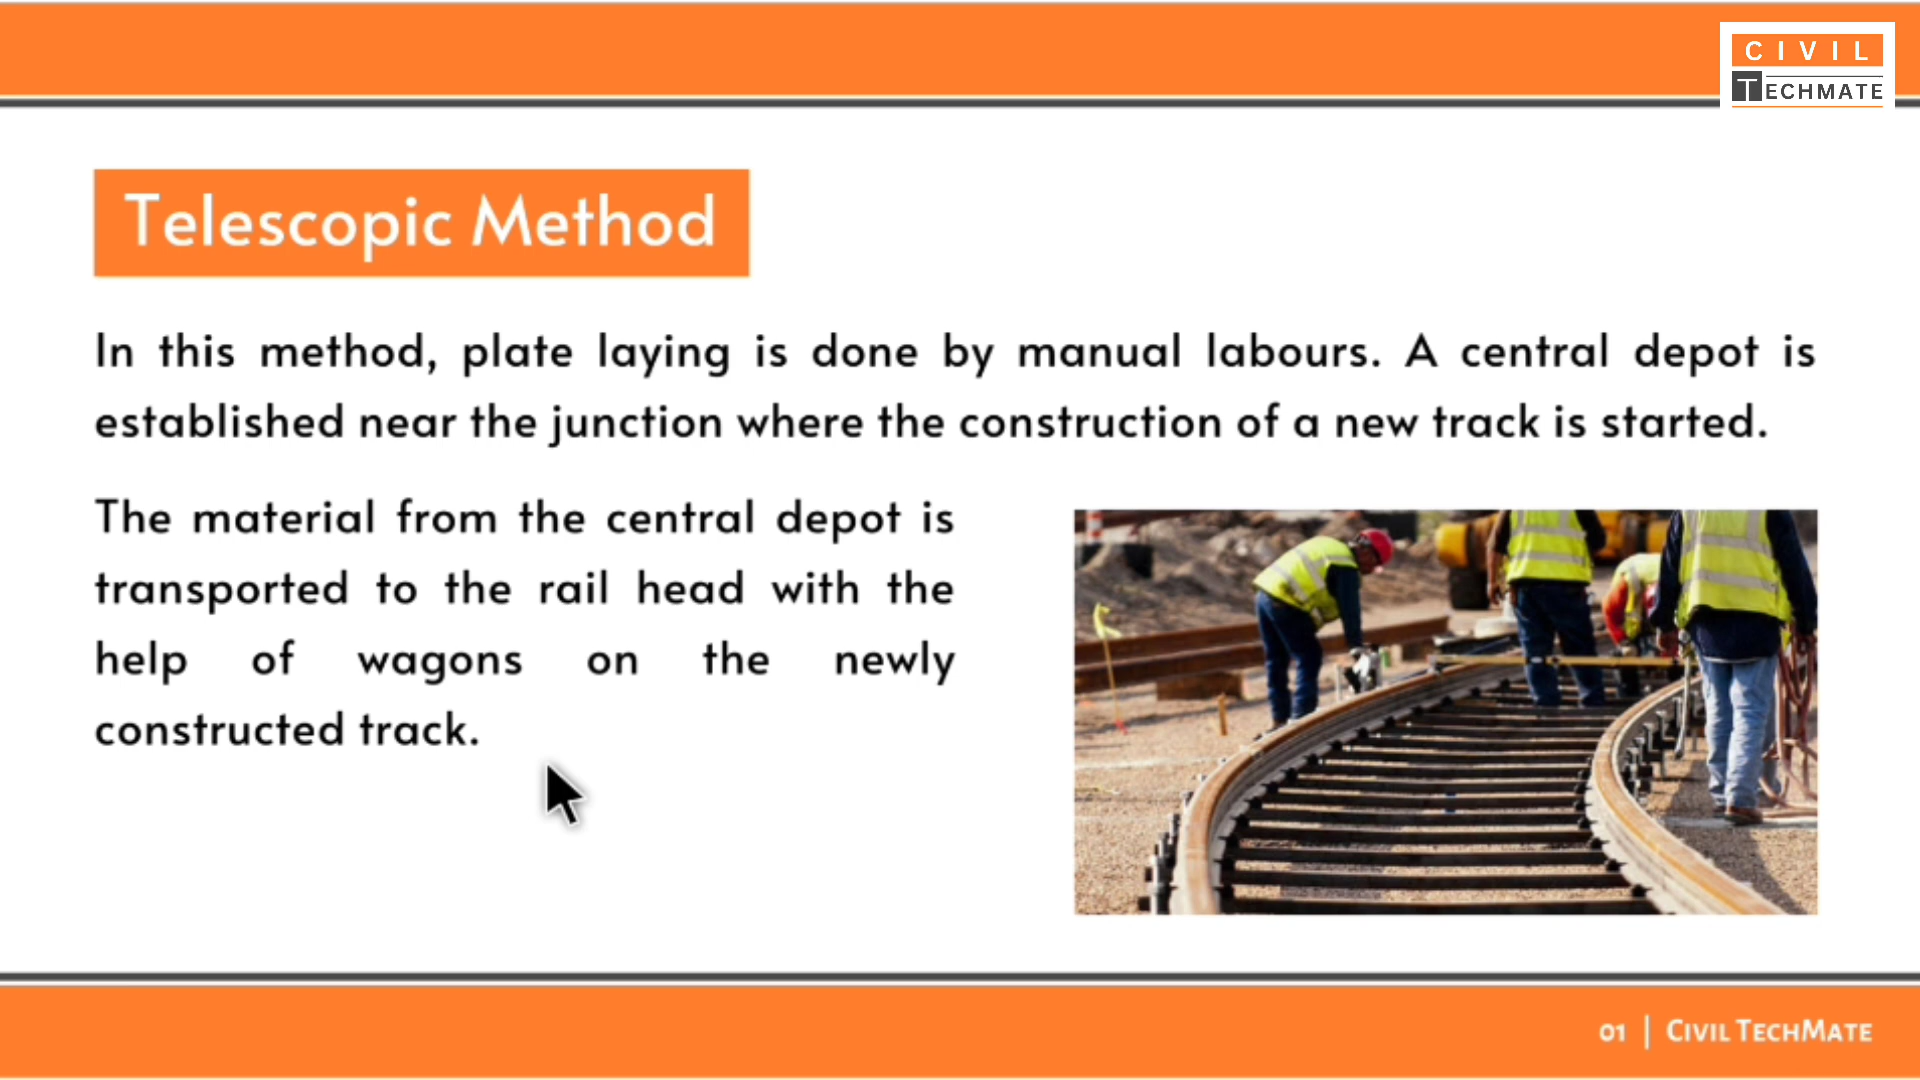 CIVIL
TECHMATE
Telescopic Method
In this method, plate laying is done by manual labours. A central depot is
established near the junction where the construction of a new track is started.
The material from the central depot is
transported to the rail head with the
help of wagons on the newly
constructed track.
01 | CIVIL TECHMATE